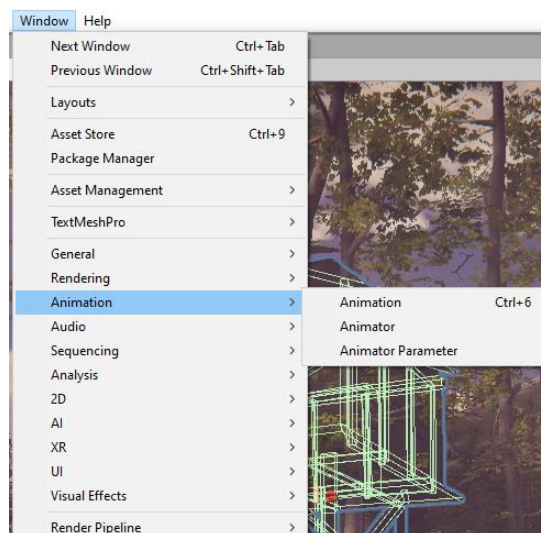 Window Help
Next Window Ctrl+Tab
Previous Window Ctrl+Shift+Tab
Layouts
Asset Store Ctrl+9
Package Manager
Asset Management
TextMeshPro
General
Rendering
Animation
Animation Ctrl+6
Audio
Animator
Sequencing
Animator Parameter
Analysis
2D
AI
XR
UI
Visual Effects
Render Pipeline